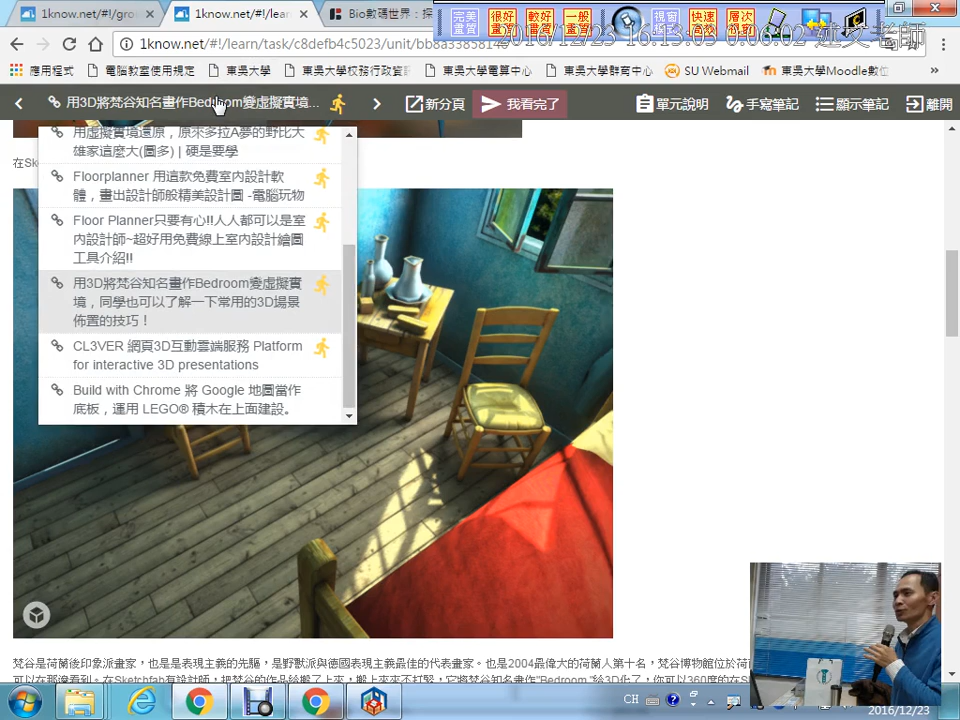 1know.net/#!/gro
1know.net/#!/lear
Bio數碼世界：探
完美畫質
很好畫質
較好畫質
一般畫質
視窗
快速
層次
1know.net/#!/learn/task/c8defb4c5023/unit/bb8a3385814
2016/12/23 16:13:03 0:06:02
老師
應用程式
電腦教室使用規定
東吳大學
東吳大學校務行政資訊
東吳大學電算中心
東吳大學群育中心
SU Webmail
東吳大學Moodle數位
»
用3D將梵谷知名畫作Bedroom變虛擬實境...
新分頁
我看完了
單元說明
手寫筆記
顯示筆記
離開
用虛擬實境還原，原來多拉A夢的野比大
雄家這麼大(圖多) | 硬是要學
在Sk
Floorplanner 用這款免費室內設計軟
體，畫出設計師般精美設計圖 -電腦玩物
Floor Planner只要有心!!人人都可以是室
內設計師~超好用免費線上室內設計繪圖
工具介紹!!
用3D將梵谷知名畫作Bedroom變虛擬實
境，同學也可以了解一下常用的3D場景
佈置的技巧！
CL3VER 網頁3D互動雲端服務 Platform
for interactive 3D presentations
Build with Chrome 將 Google 地圖當作
底板，運用 LEGO® 積木在上面建設。
梵谷是荷蘭後印象派畫家，也是是表現主義的先驅，是野獸派與德國表現主義最佳的代表畫家。也是2004最偉大的荷蘭人第十名，梵谷博物館位於荷
CH
2016/12/23